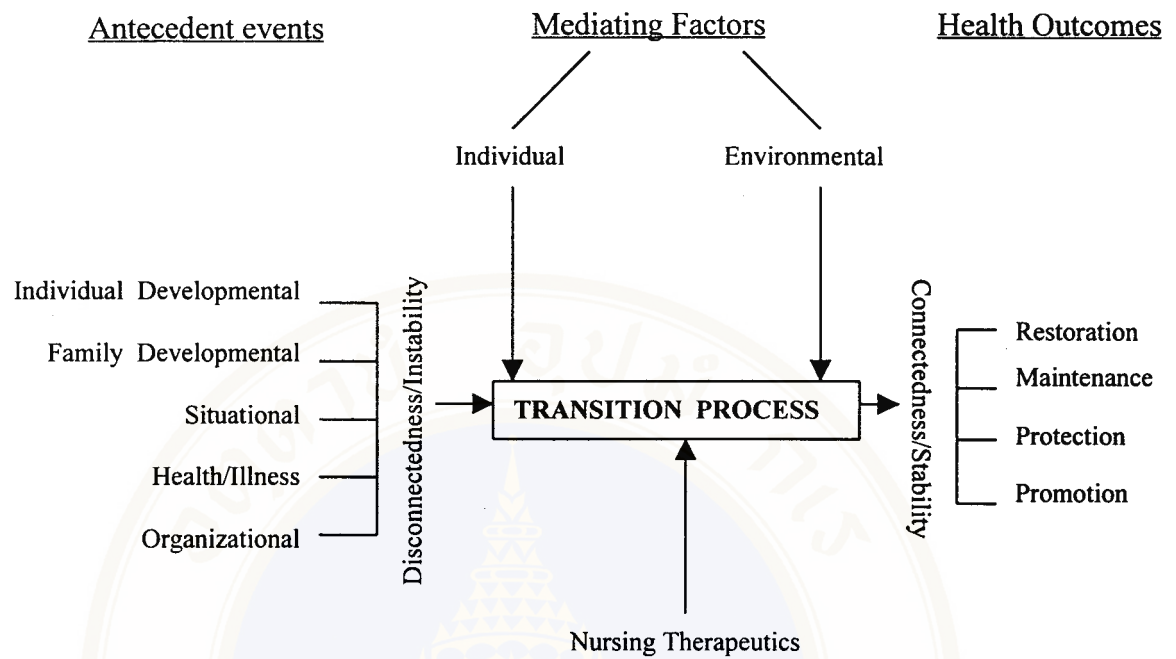 Antecedent events
Mediating Factors
Health Outcomes
Individual
Environmental
Individual Developmental
Family Developmental
Situational
Health/Illness
Organizational
Disconnectedness/Instability
TRANSITION PROCESS
Connectedness/Stability
Restoration
Maintenance
Protection
Promotion
Nursing Therapeutics